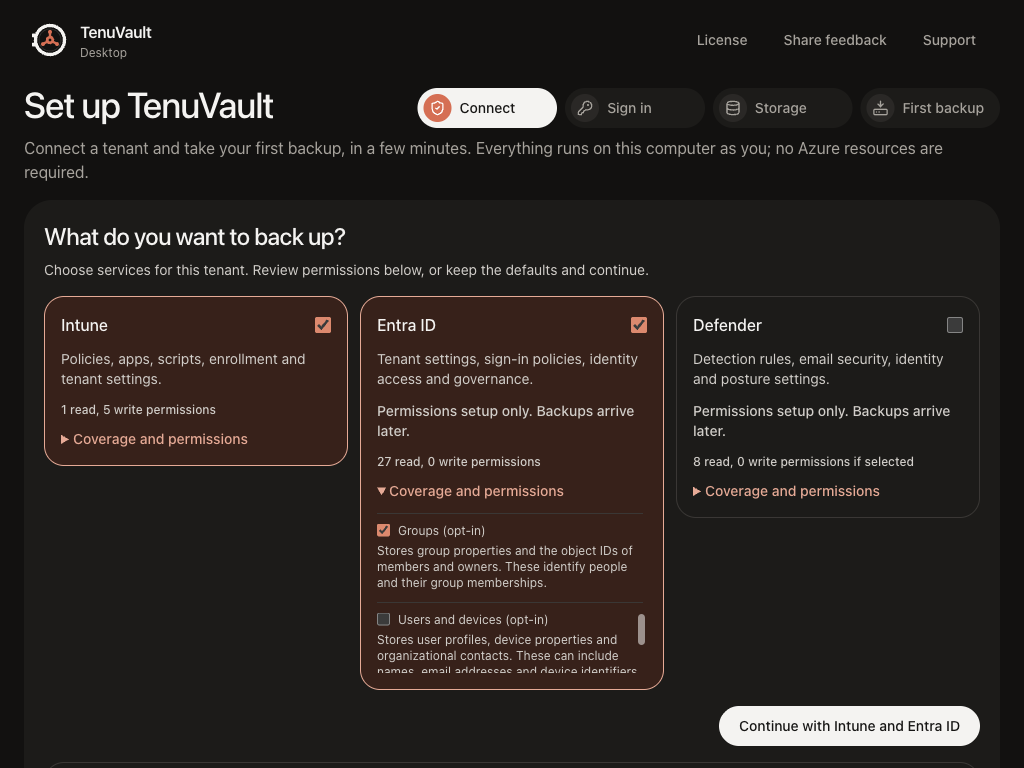 TenuVault
Desktop
License
Share feedback
Support
Set up TenuVault
Connect
Sign in
Storage
First backup
Connect a tenant and take your first backup, in a few minutes. Everything runs on this computer as you; no Azure resources are
required.
What do you want to back up?
Choose services for this tenant. Review permissions below, or keep the defaults and continue.
Intune
Policies, apps, scripts, enrollment and
tenant settings.
1 read, 5 write permissions
Coverage and permissions
Entra ID
Tenant settings, sign-in policies, identity
access and governance.
Permissions setup only. Backups arrive
later.
27 read, 0 write permissions
Coverage and permissions
Groups (opt-in)
Stores group properties and the object IDs of
members and owners. These identify people
and their group memberships.
Users and devices (opt-in)
Stores user profiles, device properties and
organizational contacts. These can include
names, email addresses and device identifiers
Defender
Detection rules, email security, identity
and posture settings.
Permissions setup only. Backups arrive
later.
8 read, 0 write permissions if selected
Coverage and permissions
Continue with Intune and Entra ID